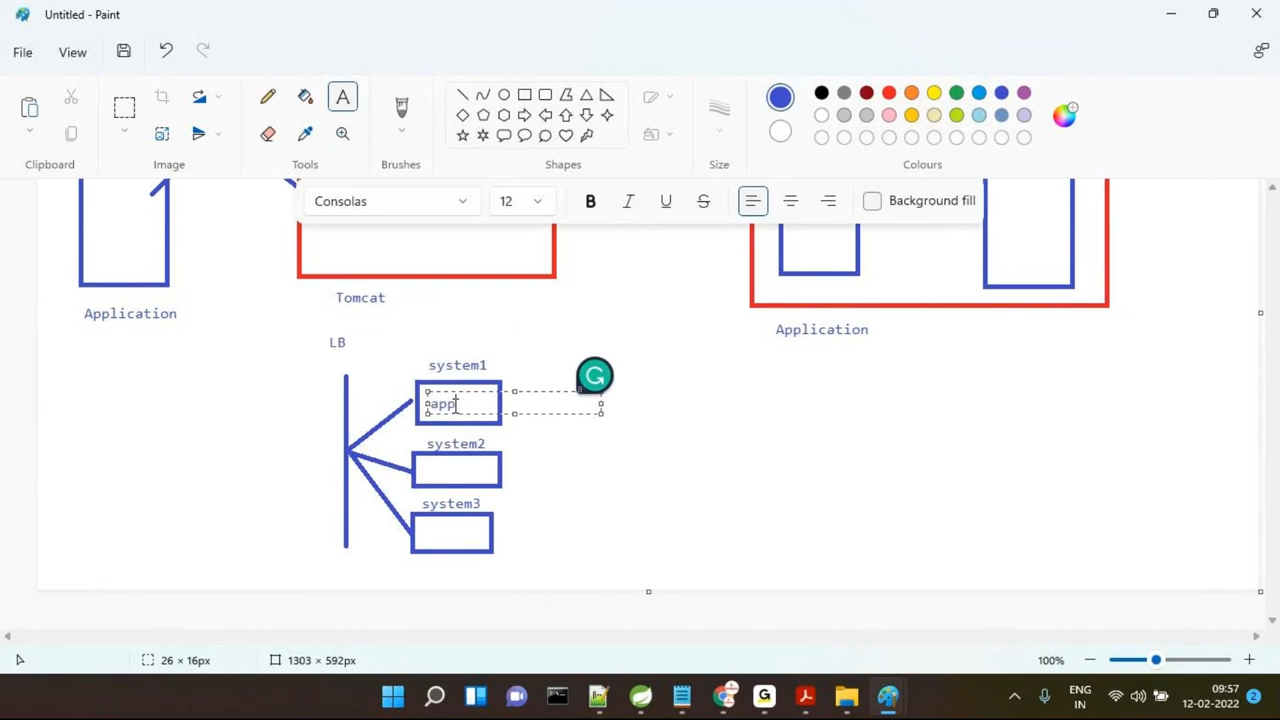 Untitled - Paint
File
View
Clipboard
Image
Tools
Brushes
Shapes
Size
Colours
Consolas
12
Background fill
Tomcat
Application
Application
LB
system1
app
system2
system3
26 × 16px
1303 × 592px
100%
ENG
IN
09:57
12-02-2022
2